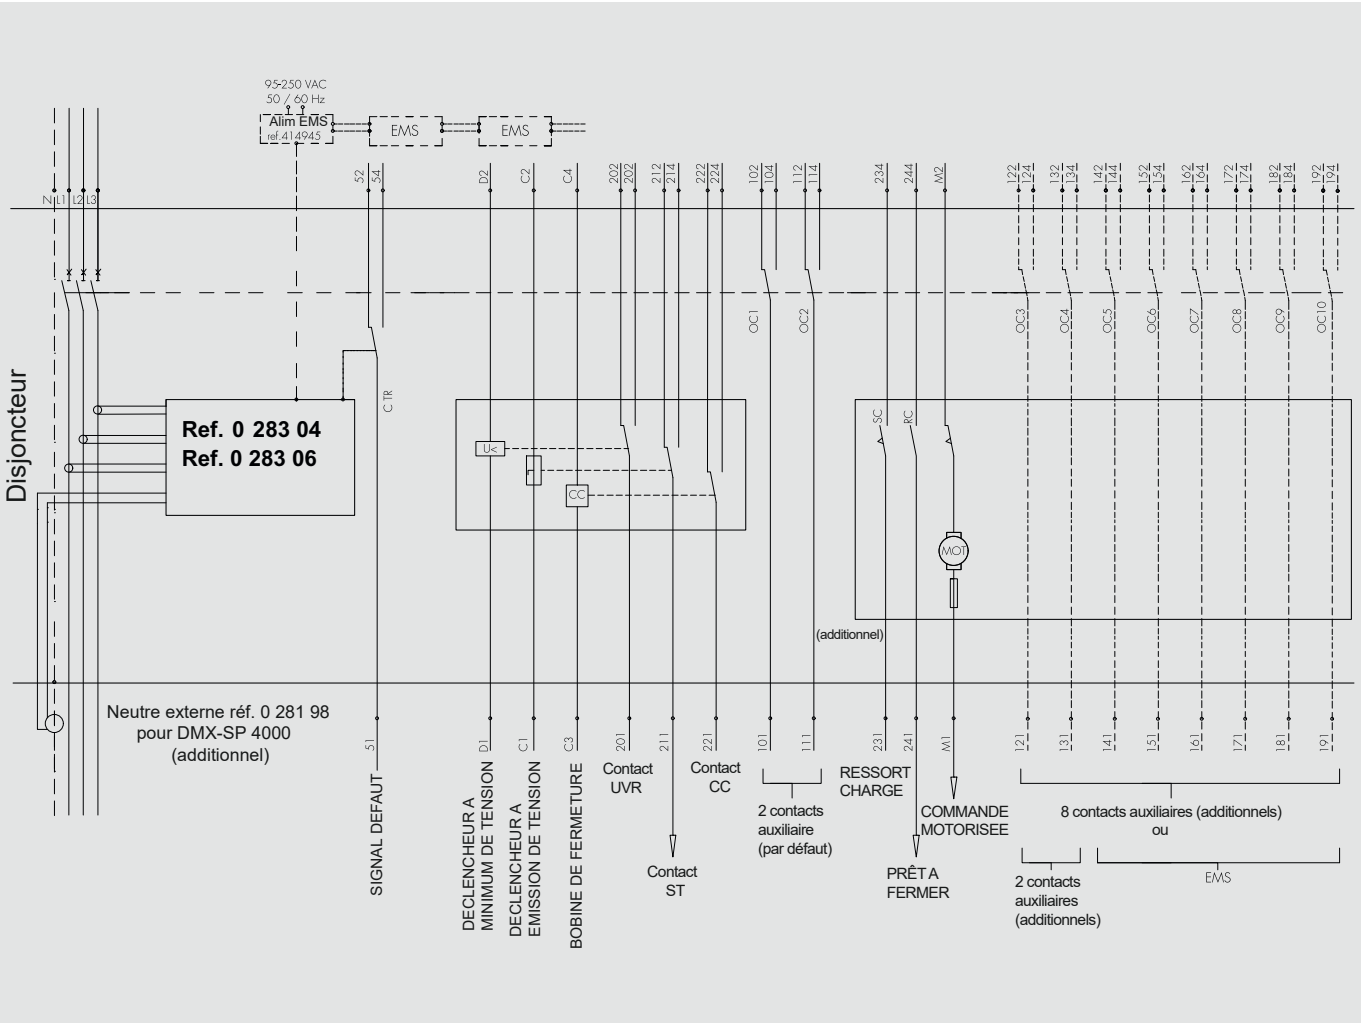 95-250 VAC
50 / 60 Hz
Alim EMS
ref.414945
EMS
EMS
N L1 L2 L3
52
54
D2
C2
C4
202
202
212
214
222
224
102
104
112
114
234
244
M2
122
124
132
134
142
144
152
154
162
164
172
174
182
184
192
194
OC1
OC2
OC3
OC4
OC5
OC6
OC7
OC8
OC9
OC10
Disjoncteur
C TR
Ref. 0 283 04
Ref. 0 283 06
U<
CC
SC
RC
MOT
(additionnel)
Neutre externe réf. 0 281 98
pour DMX-SP 4000
(additionnel)
51
D1
C1
C3
201
211
221
101
111
231
241
M1
121
131
141
151
161
171
181
191
SIGNAL DEFAUT
DECLENCHEUR A
MINIMUM DE TENSION
DECLENCHEUR A
EMISSION DE TENSION
BOBINE DE FERMETURE
Contact
UVR
Contact
ST
Contact
CC
2 contacts
auxiliaire
(par défaut)
RESSORT
CHARGE
PRÊT A
FERMER
COMMANDE
MOTORISEE
8 contacts auxiliaires (additionnels)
ou
2 contacts
auxiliaires
(additionnels)
EMS